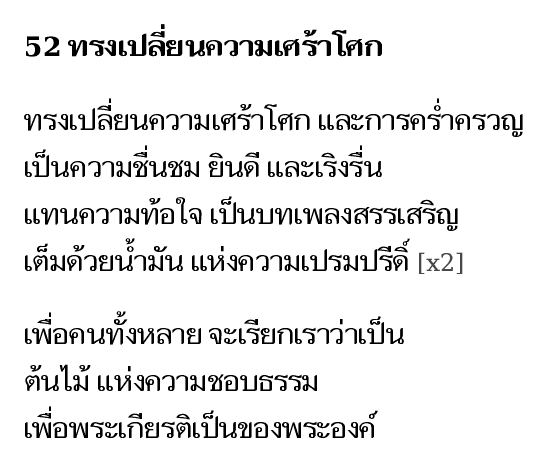 52 ทรงเปลี่ยนความเศร้าโศก
ทรงเปลี่ยนความเศร้าโศก และการคร่ำครวญ
เป็นความชื่นชม ยินดี และเริงรื่น
แทนความท้อใจ เป็นบทเพลงสรรเสริญ
เต็มด้วยน้ำมัน แห่งความเปรมปรีดิ์ [x2]
เพื่อคนทั้งหลาย จะเรียกเราว่าเป็น
ต้นไม้ แห่งความชอบธรรม
เพื่อพระเกียรติเป็นของพระองค์